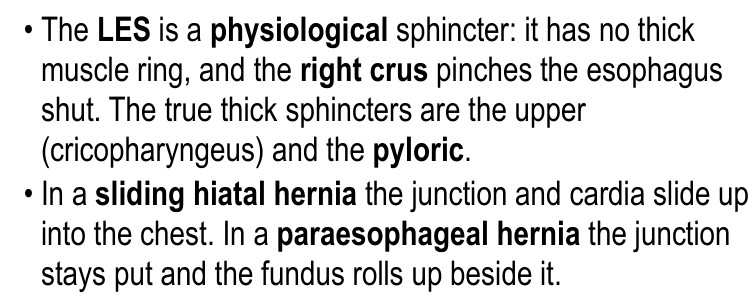 • The LES is a physiological sphincter: it has no thick
muscle ring, and the right crus pinches the esophagus
shut. The true thick sphincters are the upper
(cricopharyngeus) and the pyloric.
• In a sliding hiatal hernia the junction and cardia slide up
into the chest. In a paraesophageal hernia the junction
stays put and the fundus rolls up beside it.